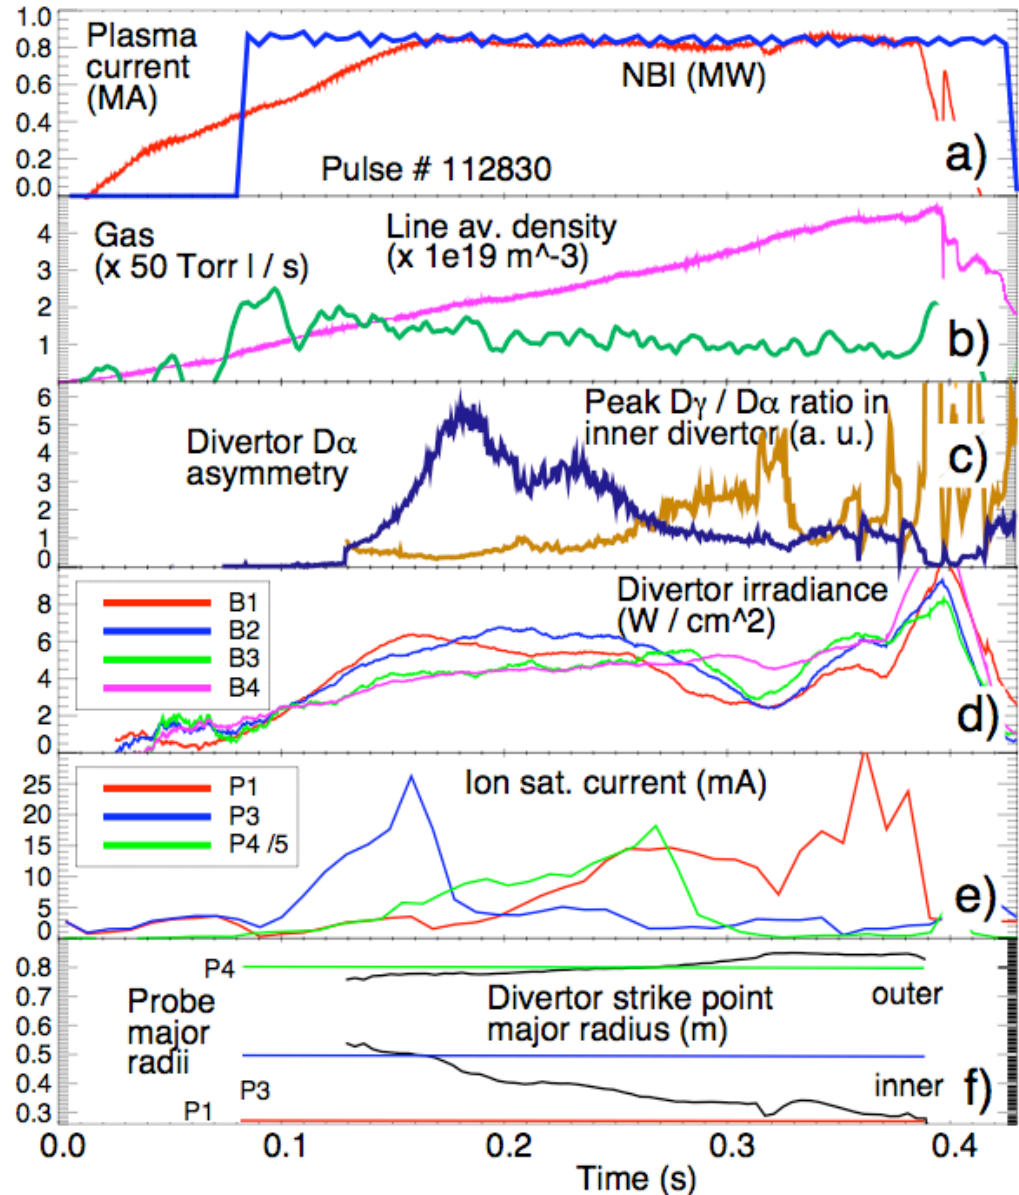 1.0
0.8
0.6
0.4
0.2
0.0
Plasma
current
(MA)
NBI (MW)
Pulse # 112830
a)
4
3
2
1
Gas
(x 50 Torr l / s)
Line av. density
(x 1e19 m^-3)
b)
6
5
4
3
2
1
0
Divertor Dα
asymmetry
Peak Dγ / Dα ratio in
inner divertor (a. u.)
c)
8
6
4
2
0
B1
B2
B3
B4
Divertor irradiance
(W / cm^2)
d)
25
20
15
10
5
0
P1
P3
P4 /5
Ion sat. current (mA)
e)
0.8
0.7
0.6
0.5
0.4
0.3
P4
Probe
major
radii
P3
P1
Divertor strike point
major radius (m)
outer
inner
f)
0.0 0.1 0.2 0.3 0.4
Time (s)